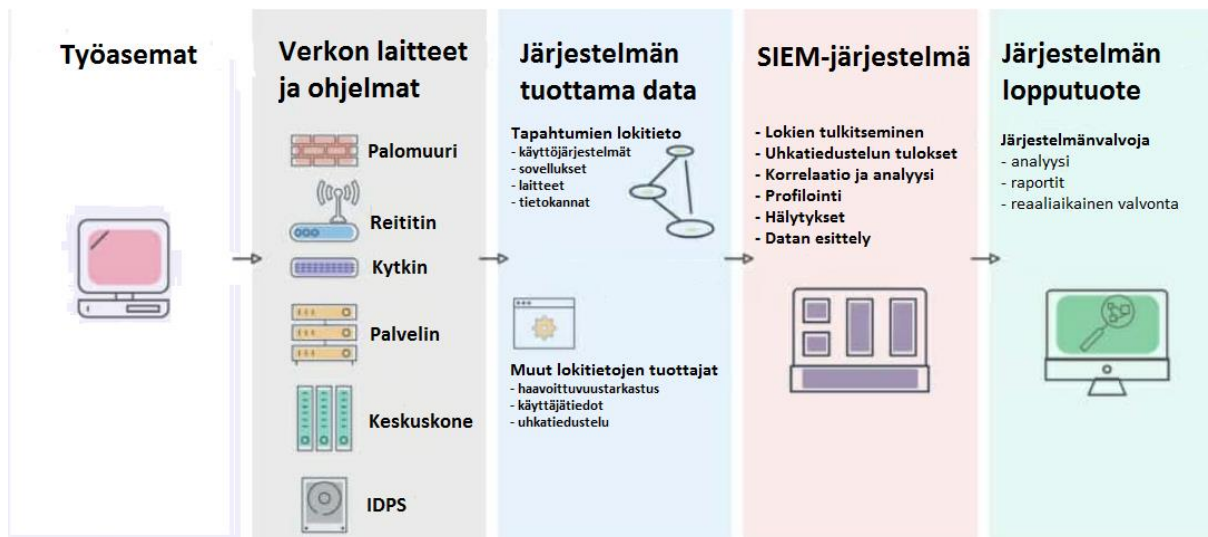 Työasemat
Verkon laitteet
ja ohjelmat
Palomuuri
Reititin
Kytkin
Palvelin
Keskuskone
IDPS
Järjestelmän
tuottama data
Tapahtumien lokitieto
- käyttöjärjestelmät
- sovellukset
- laitteet
- tietokannat
Muut lokitietojen tuottajat
- haavoittuvuustarkastus
- käyttäjätiedot
- uhkatiedustelu
SIEM-järjestelmä
- Lokien tulkitseminen
- Uhkatiedustelun tulokset
- Korrelaatio ja analyysi
- Profilointi
- Hälytykset
- Datan esittely
Järjestelmän
lopputuote
Järjestelmänvalvoja
- analyysi
- raportit
- reaaliaikainen valvonta